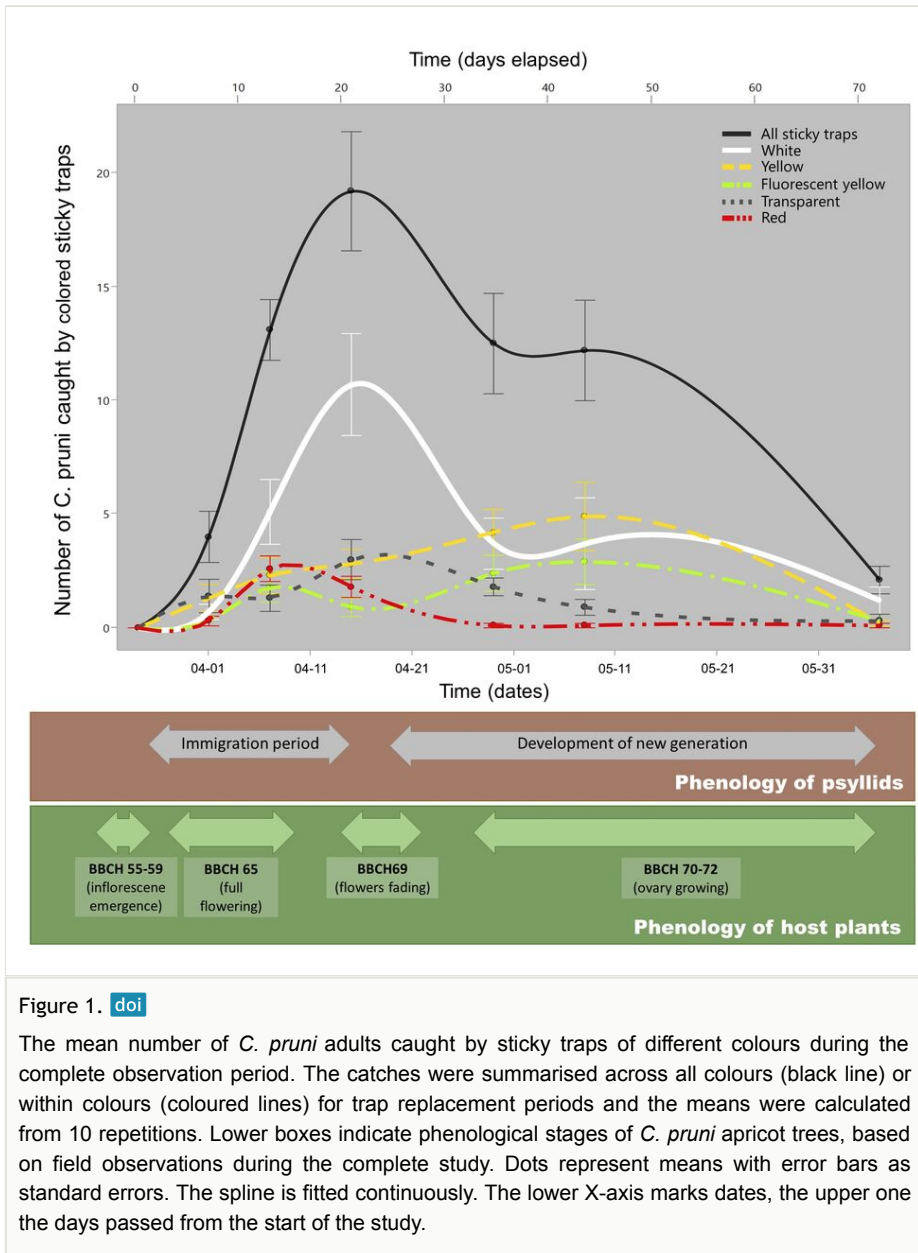 Time (days elapsed)
0 10 20 30 40 50 60 70
Number of C. pruni caught by colored sticky traps
20
15
10
5
0
All sticky traps
White
Yellow
Fluorescent yellow
Transparent
Red
04-01 04-11 04-21 05-01 05-11 05-21 05-31
Time (dates)
Immigration period
Development of new generation
Phenology of psyllids
BBCH 55-59
(inflorescene
emergence)
BBCH 65
(full
flowering)
BBCH69
(flowers fading)
BBCH 70-72
(ovary growing)
Phenology of host plants
Figure 1. doi
The mean number of C. pruni adults caught by sticky traps of different colours during the
complete observation period. The catches were summarised across all colours (black line) or
within colours (coloured lines) for trap replacement periods and the means were calculated
from 10 repetitions. Lower boxes indicate phenological stages of C. pruni apricot trees, based
on field observations during the complete study. Dots represent means with error bars as
standard errors. The spline is fitted continuously. The lower X-axis marks dates, the upper one
the days passed from the start of the study.